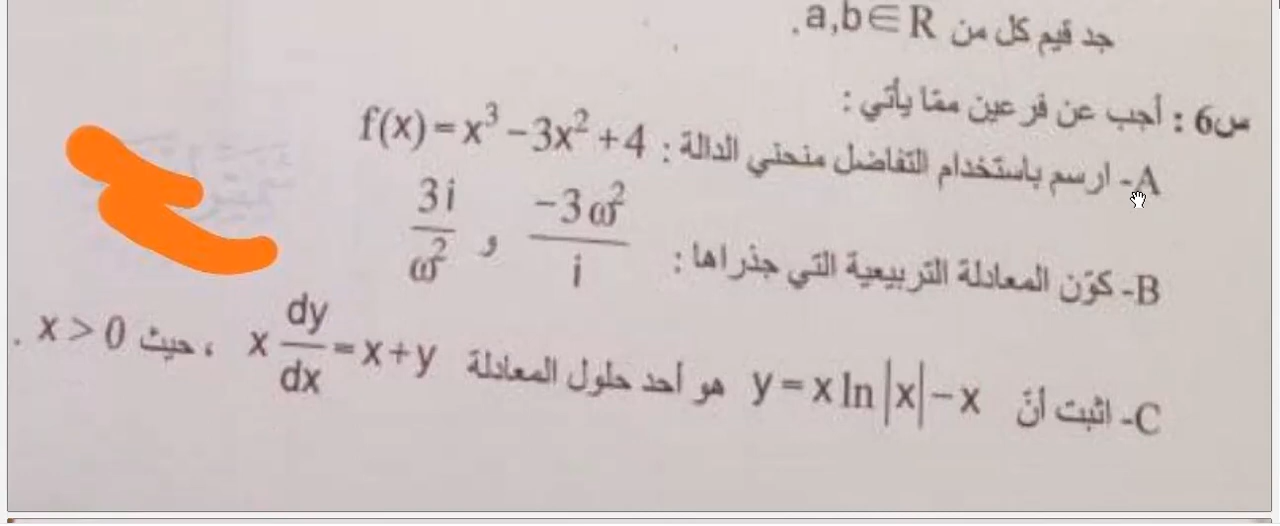 جد قيم كل من a,b∈R.
س6 : أجب عن فرعين ممّا يأتي :
A- ارسم باستخدام التفاضل منحني الدالة : f(x)=x³−3x²+4
B- كوّن المعادلة التربيعية التي جذراها : −3ω²/i و 3i/ω²
C- اثبت أنّ y=x ln|x|−x هو أحد حلول المعادلة x dy/dx=x+y ، حيث x>0 .